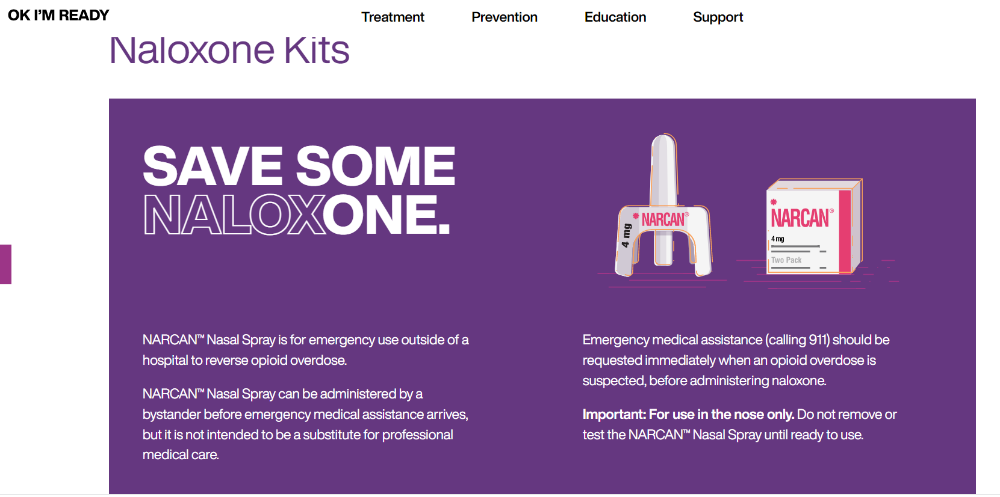 OK I'M READY
Treatment
Prevention
Education
Support
Naloxone Kits
SAVE SOME
NALOXONE.
4 mg
NARCAN®
NARCAN®
4 mg
Two Pack
NARCAN™ Nasal Spray is for emergency use outside of a
hospital to reverse opioid overdose.
NARCAN™ Nasal Spray can be administered by a
bystander before emergency medical assistance arrives,
but it is not intended to be a substitute for professional
medical care.
Emergency medical assistance (calling 911) should be
requested immediately when an opioid overdose is
suspected, before administering naloxone.
Important: For use in the nose only. Do not remove or
test the NARCAN™ Nasal Spray until ready to use.